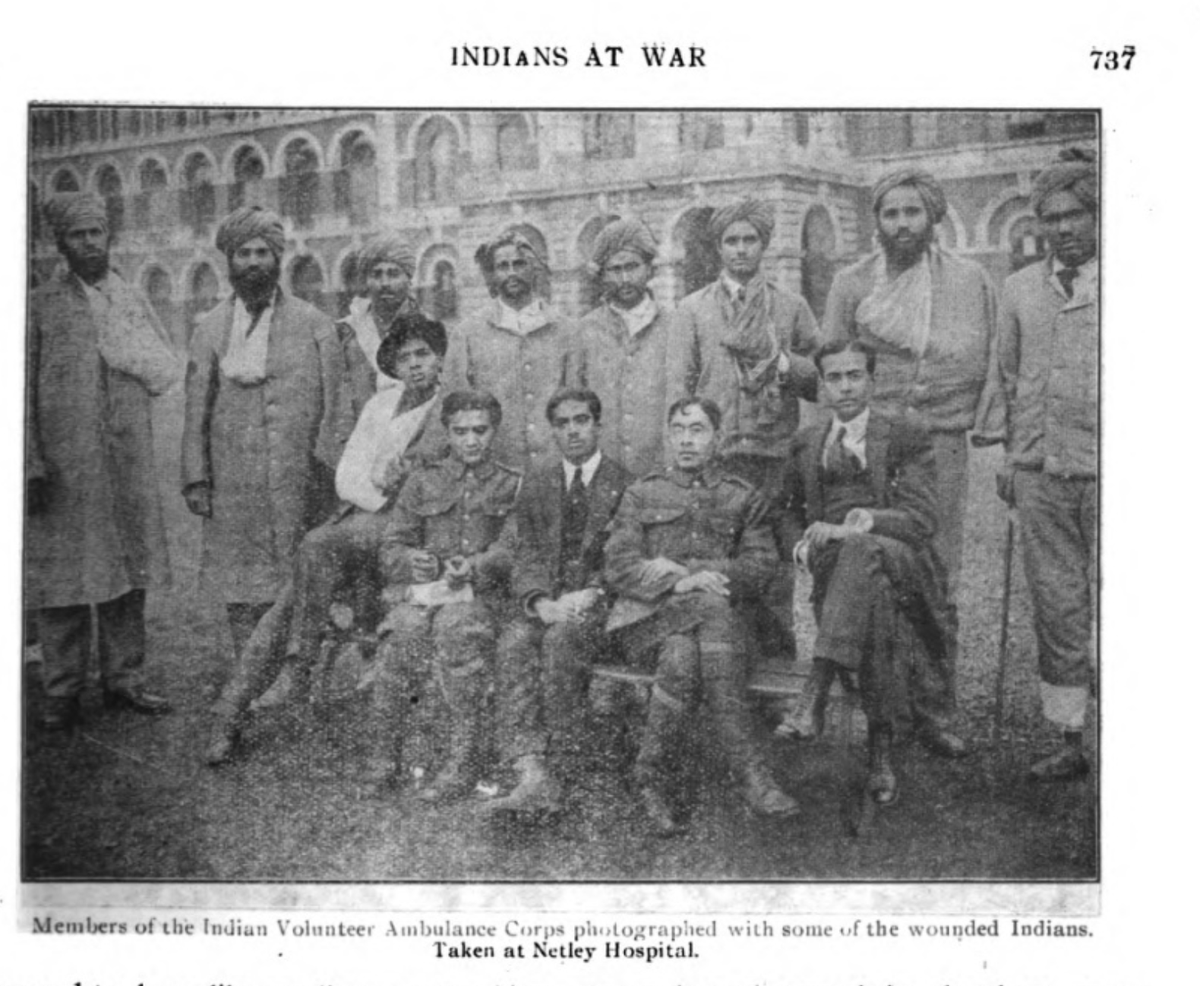 INDIANS AT WAR
737
Members of the Indian Volunteer Ambulance Corps photographed with some of the wounded Indians.
Taken at Netley Hospital.